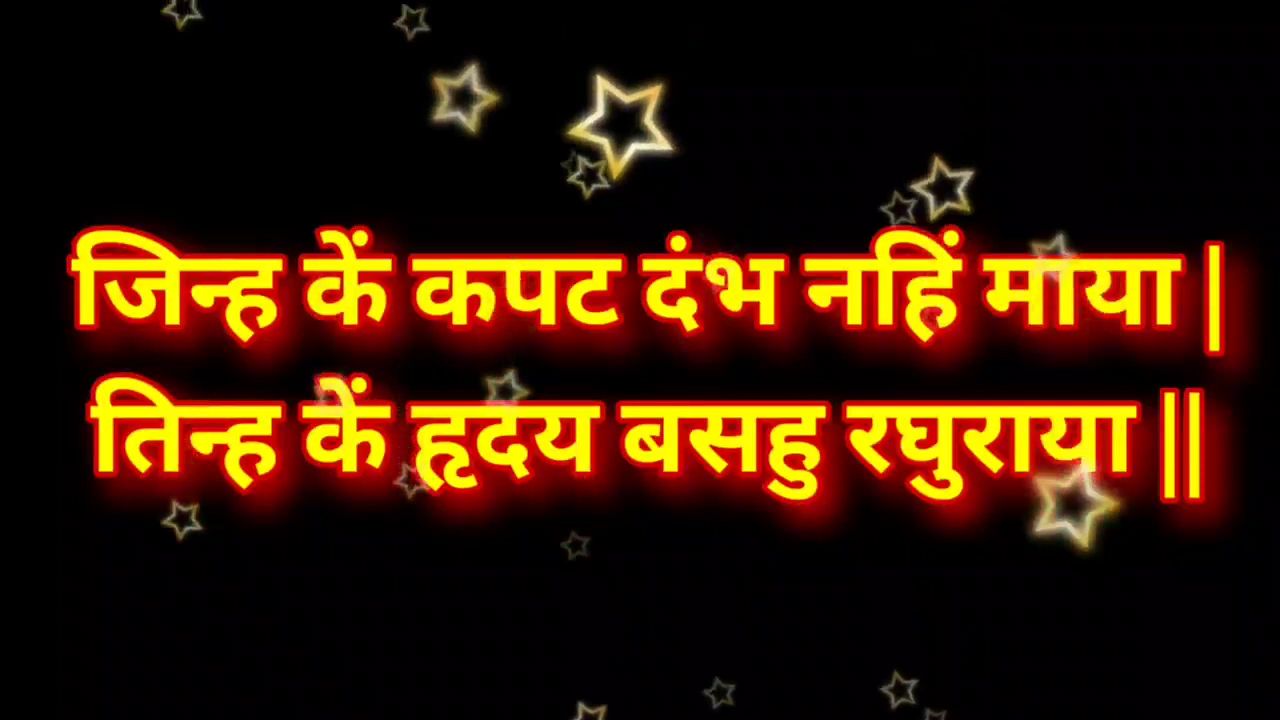 जिन्ह कें कपट दंभ नहिं माया |
तिन्ह कें हृदय बसहु रघुराया ||